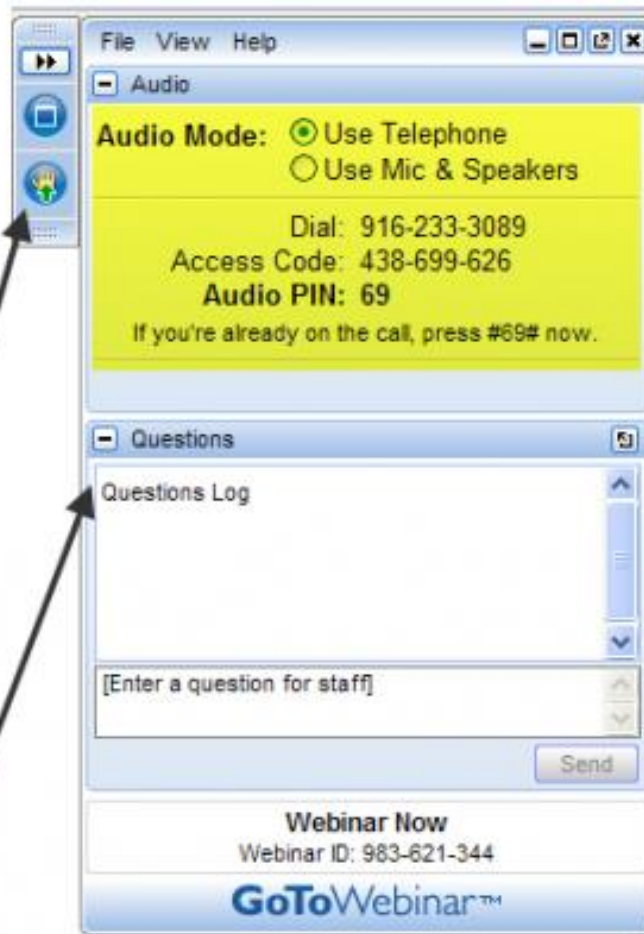 File View Help
Audio
Audio Mode: Use Telephone
Use Mic & Speakers
Dial: 916-233-3089
Access Code: 438-699-626
Audio PIN: 69
If you're already on the call, press #69# now.
Questions
Questions Log
[Enter a question for staff]
Send
Webinar Now
Webinar ID: 983-621-344
GoToWebinar™